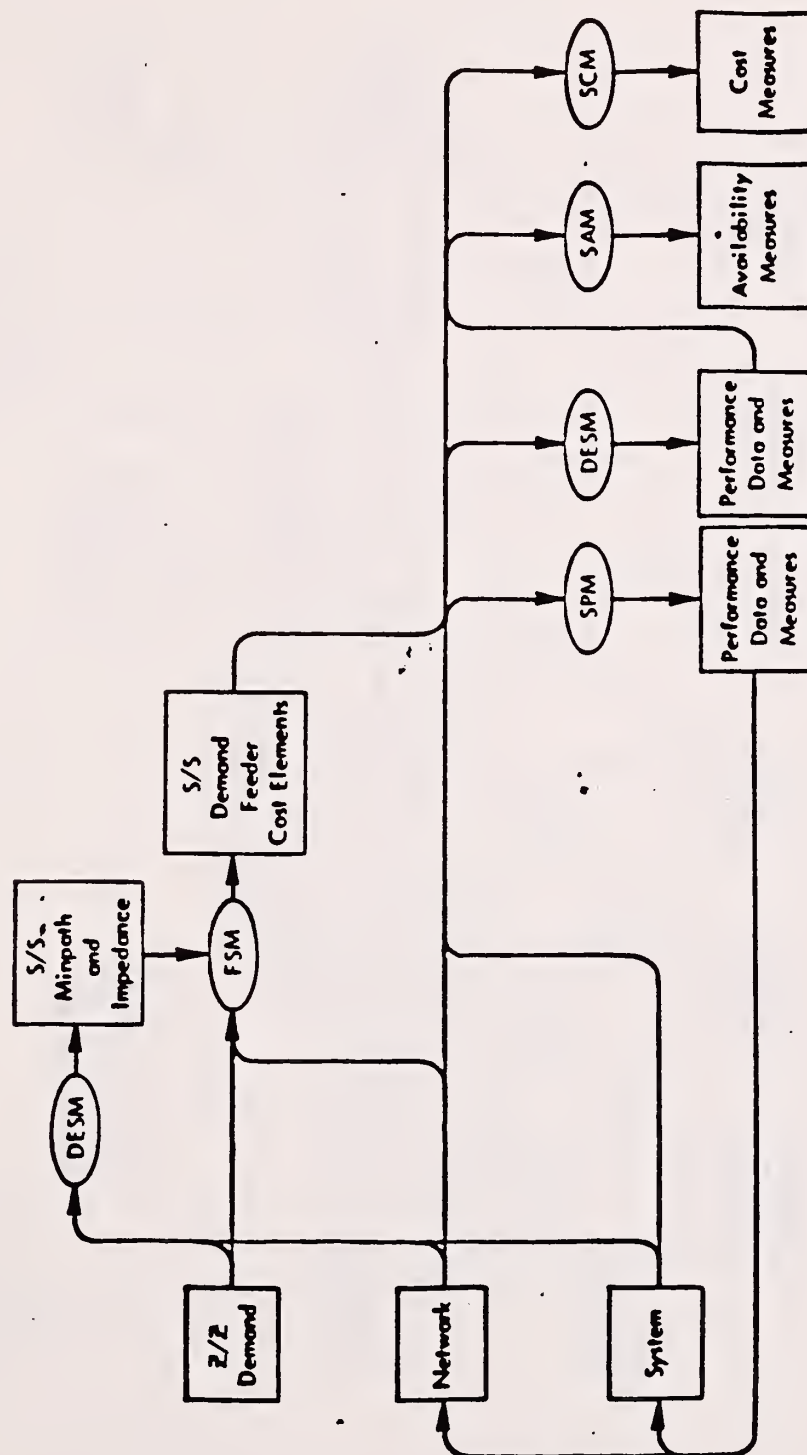 DESM
S/S
Minpath
and
Impedance
Z/Z
Demand
FSM
S/S
Demand
Feeder
Cost Elements
Network
SPM
DESM
SAM
SCM
System
Performance
Data and
Measures
Performance
Data and
Measures
Availability
Measures
Cost
Measures